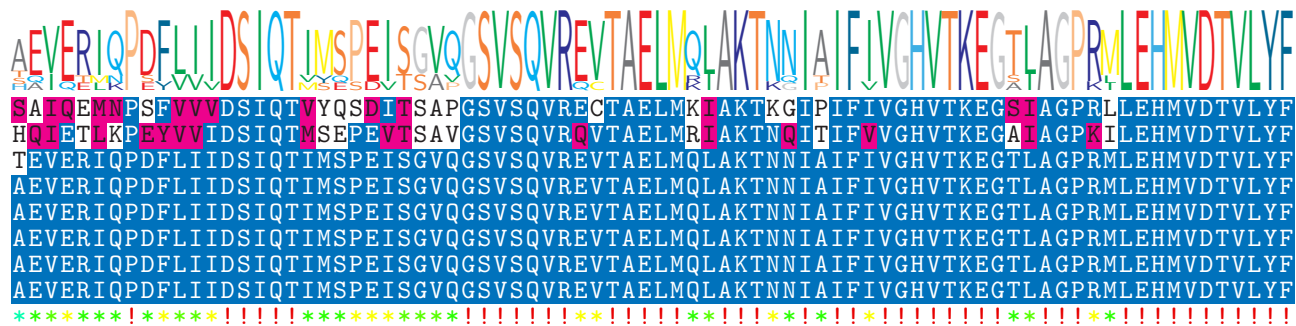 AEVERIQPDFLIIDSIQTIMSPEISGVQGSVSQVREVTAELMQLAKTNNIAIFIVGHVTKEGTLAGPRMLEHMVDTVLYF
SAIQEMNPSFVVVDSIQTVYQSDITSAPGSVSQVRECTAELMKIAKTKGIPIFIVGHVTKEGSIAGPRLLEHMVDTVLYF
HQIETLKPEYVVIDSIQTMSEPEVTSAVGSVSQVRQVTAELMRIAKTNQITIFVVGHVTKEGAIAGPKILEHMVDTVLYF
TEVERIQPDFLIIDSIQTIMSPEISGVQGSVSQVREVTAELMQLAKTNNIAIFIVGHVTKEGTLAGPRMLEHMVDTVLYF
AEVERIQPDFLIIDSIQTIMSPEISGVQGSVSQVREVTAELMQLAKTNNIAIFIVGHVTKEGTLAGPRMLEHMVDTVLYF
AEVERIQPDFLIIDSIQTIMSPEISGVQGSVSQVREVTAELMQLAKTNNIAIFIVGHVTKEGTLAGPRMLEHMVDTVLYF
AEVERIQPDFLIIDSIQTIMSPEISGVQGSVSQVREVTAELMQLAKTNNIAIFIVGHVTKEGTLAGPRMLEHMVDTVLYF
AEVERIQPDFLIIDSIQTIMSPEISGVQGSVSQVREVTAELMQLAKTNNIAIFIVGHVTKEGTLAGPRMLEHMVDTVLYF
AEVERIQPDFLIIDSIQTIMSPEISGVQGSVSQVREVTAELMQLAKTNNIAIFIVGHVTKEGTLAGPRMLEHMVDTVLYF
*******!*****!!!!!**********!!!!!!!**!!!!!**!!!**!*!!*!!!!!!!!**!!!**!!!!!!!!!!!